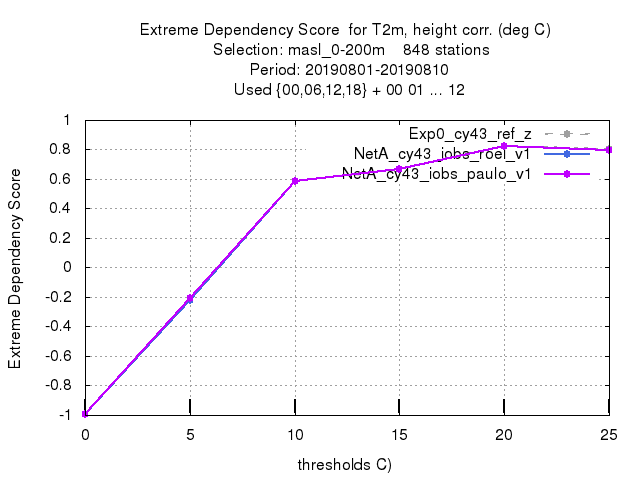 Extreme Dependency Score  for T2m, height corr. (deg C)
Selection: masl_0-200m    848 stations
Period: 20190801-20190810
Used {00,06,12,18} + 00 01 ... 12
Extreme Dependency Score
1
0.8
0.6
0.4
0.2
0
-0.2
-0.4
-0.6
-0.8
-1
Exp0_cy43_ref_z
NetA_cy43_iobs_roel_v1
NetA_cy43_iobs_paulo_v1
0 5 10 15 20 25
thresholds C)